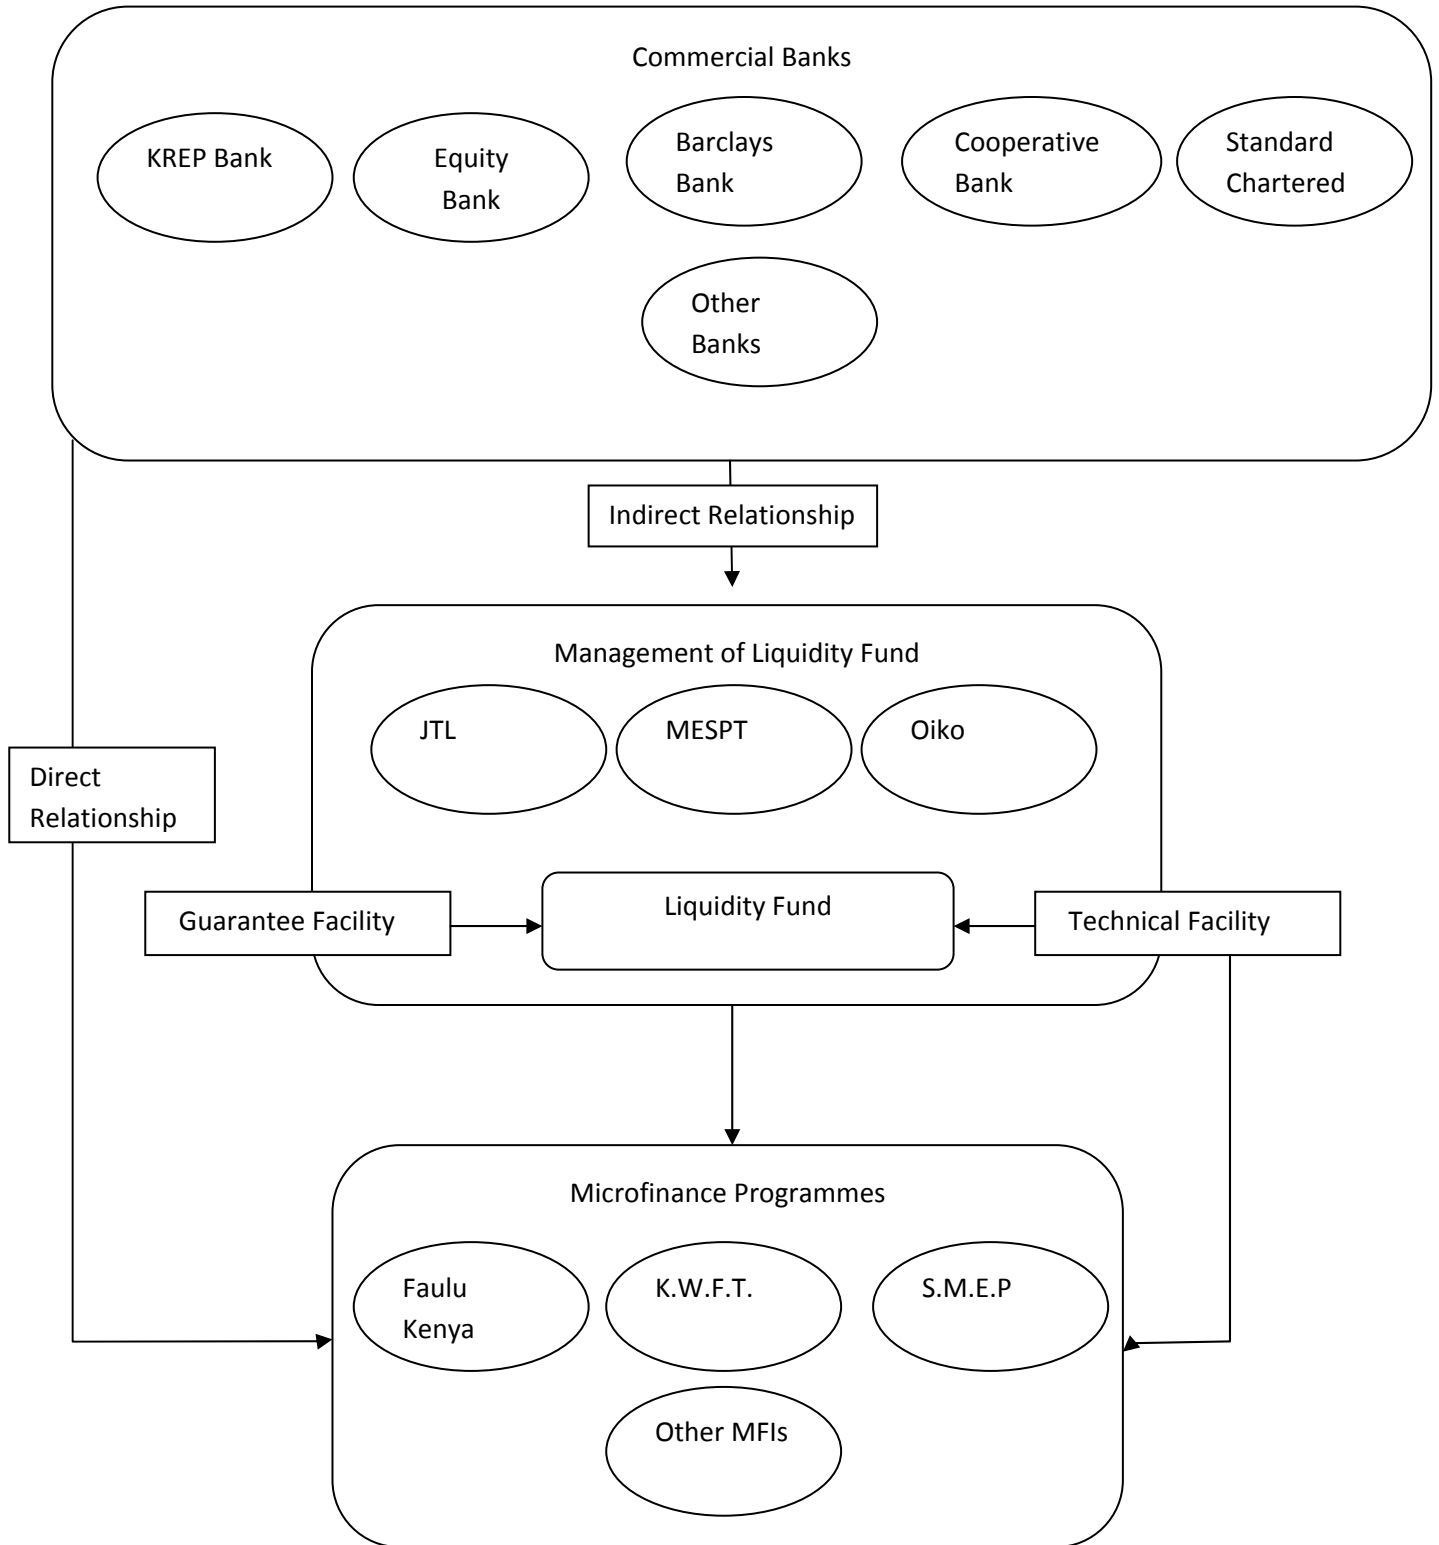 Commercial Banks
KREP Bank
Equity
Bank
Barclays
Bank
Cooperative
Bank
Standard
Chartered
Other
Banks
Indirect Relationship
Management of Liquidity Fund
JTL
MESPT
Oiko
Direct
Relationship
Guarantee Facility
Liquidity Fund
Technical Facility
Microfinance Programmes
Faulu
Kenya
K.W.F.T.
S.M.E.P
Other MFIs